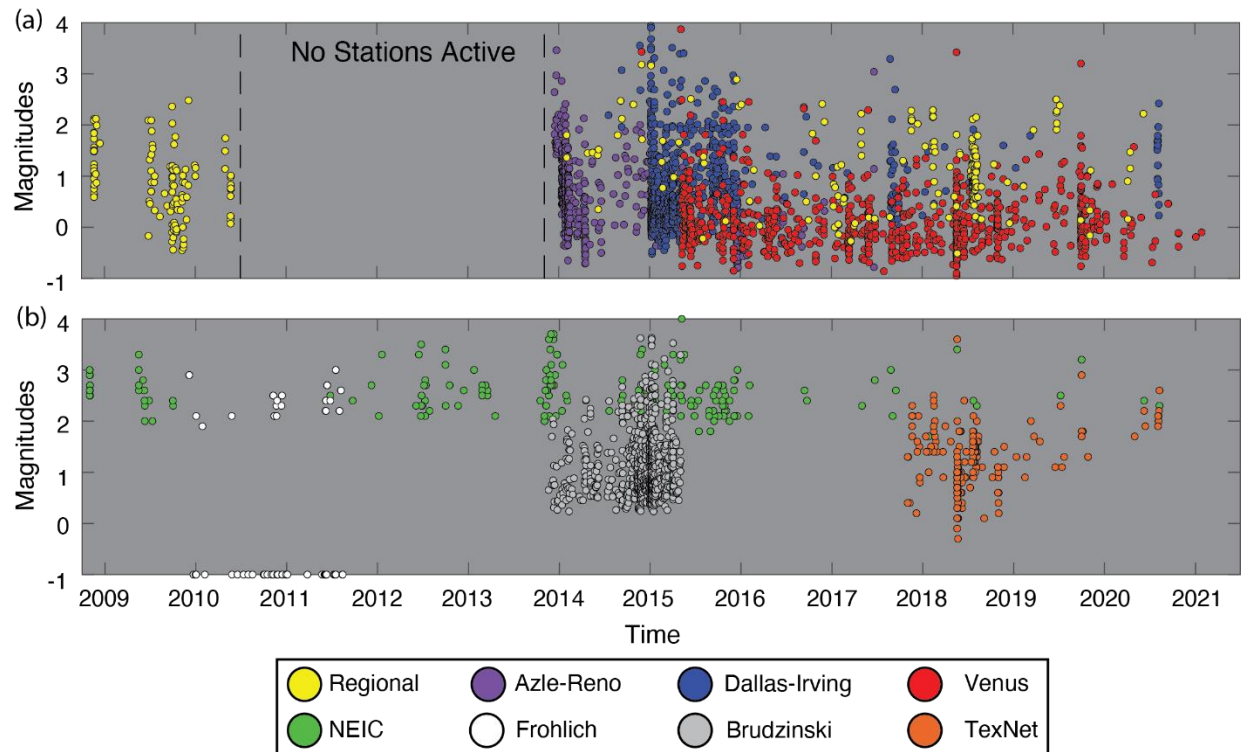 (a)
4
3
2
1
0
-1
Magnitudes
No Stations Active
(b)
4
3
2
1
0
-1
Magnitudes
2009 2010 2011 2012 2013 2014 2015 2016 2017 2018 2019 2020 2021
Time
Regional Azle-Reno Dallas-Irving Venus
NEIC Frohlich Brudzinski TexNet